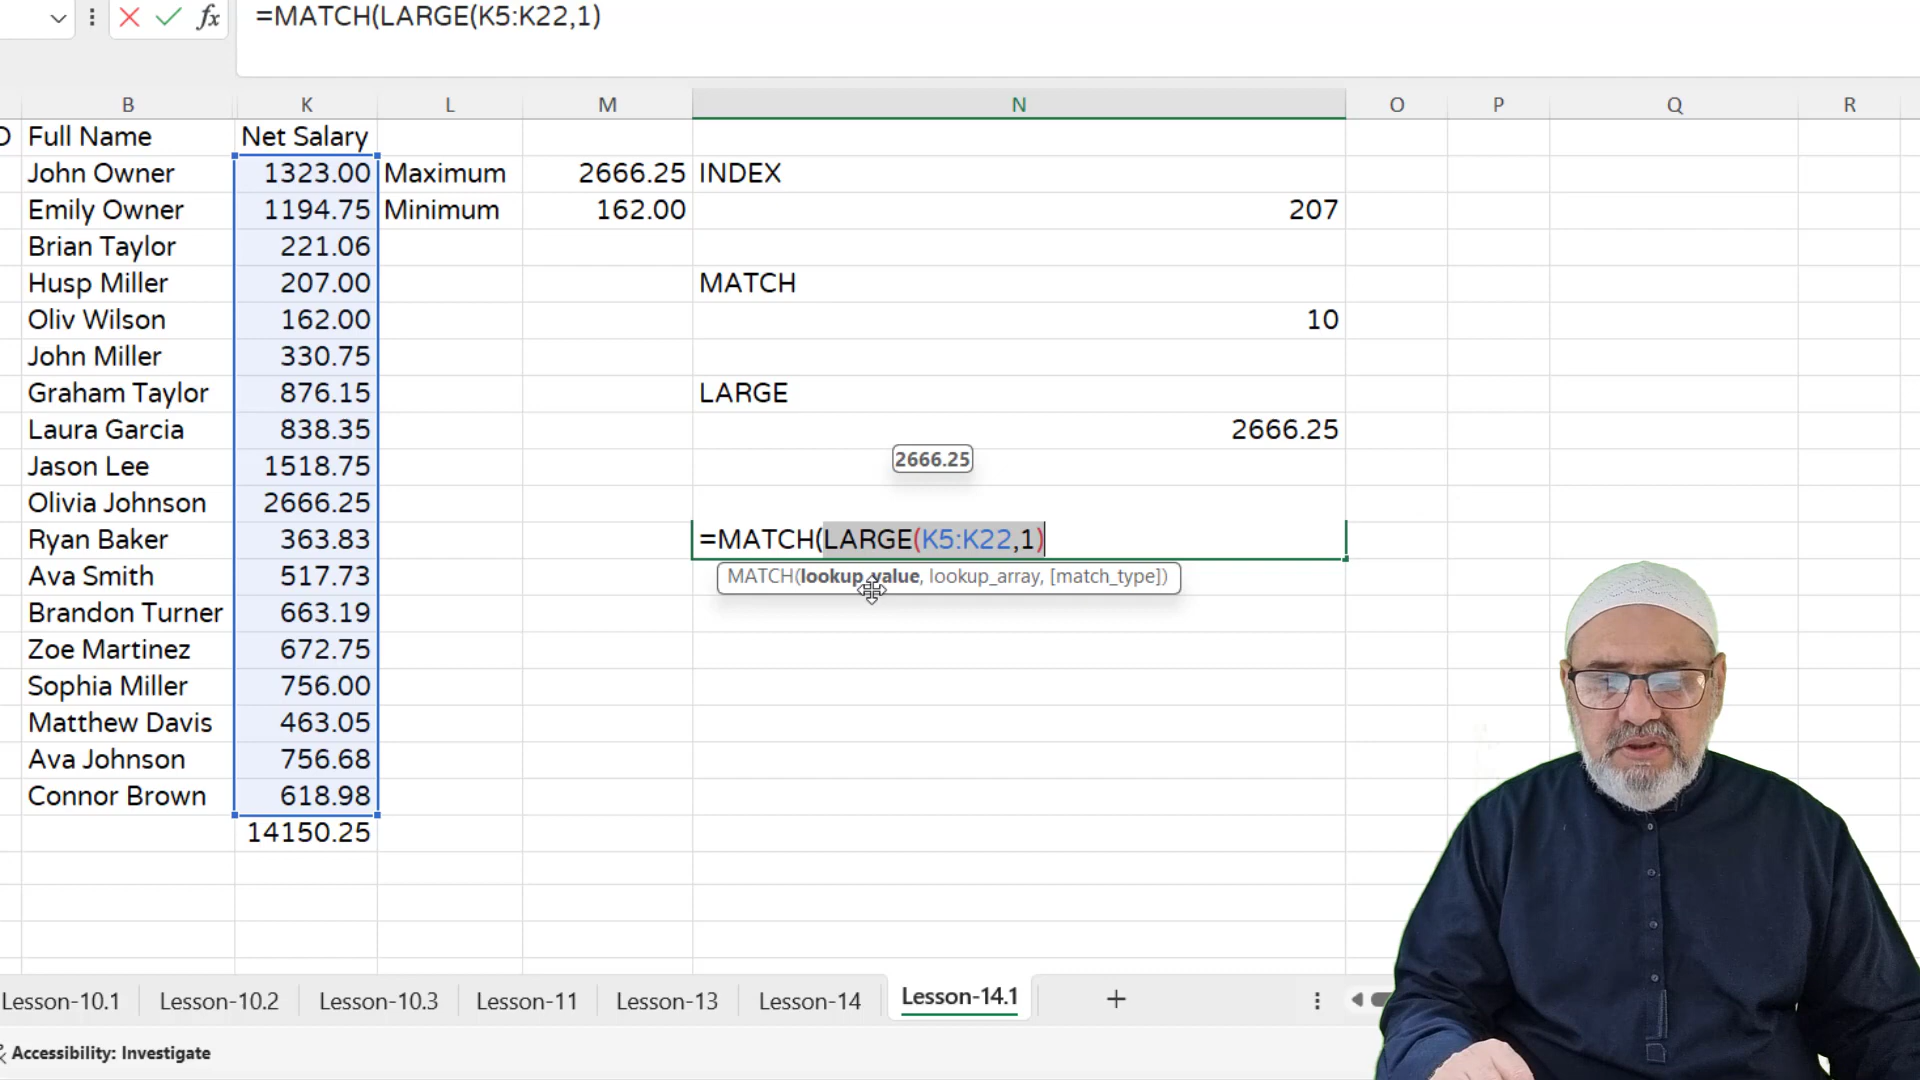 =MATCH(LARGE(K5:K22,1)
B K L M N O P Q R
Full Name Net Salary
John Owner 1323.00 Maximum 2666.25 INDEX
Emily Owner 1194.75 Minimum 162.00 207
Brian Taylor 221.06
Husp Miller 207.00 MATCH
Oliv Wilson 162.00 10
John Miller 330.75
Graham Taylor 876.15 LARGE
Laura Garcia 838.35 2666.25
2666.25
Jason Lee 1518.75
Olivia Johnson 2666.25
Ryan Baker 363.83 =MATCH(LARGE(K5:K22,1)
Ava Smith 517.73 MATCH(lookup_value, lookup_array, [match_type])
Brandon Turner 663.19
Zoe Martinez 672.75
Sophia Miller 756.00
Matthew Davis 463.05
Ava Johnson 756.68
Connor Brown 618.98
14150.25
Lesson-10.1 Lesson-10.2 Lesson-10.3 Lesson-11 Lesson-13 Lesson-14 Lesson-14.1
Accessibility: Investigate